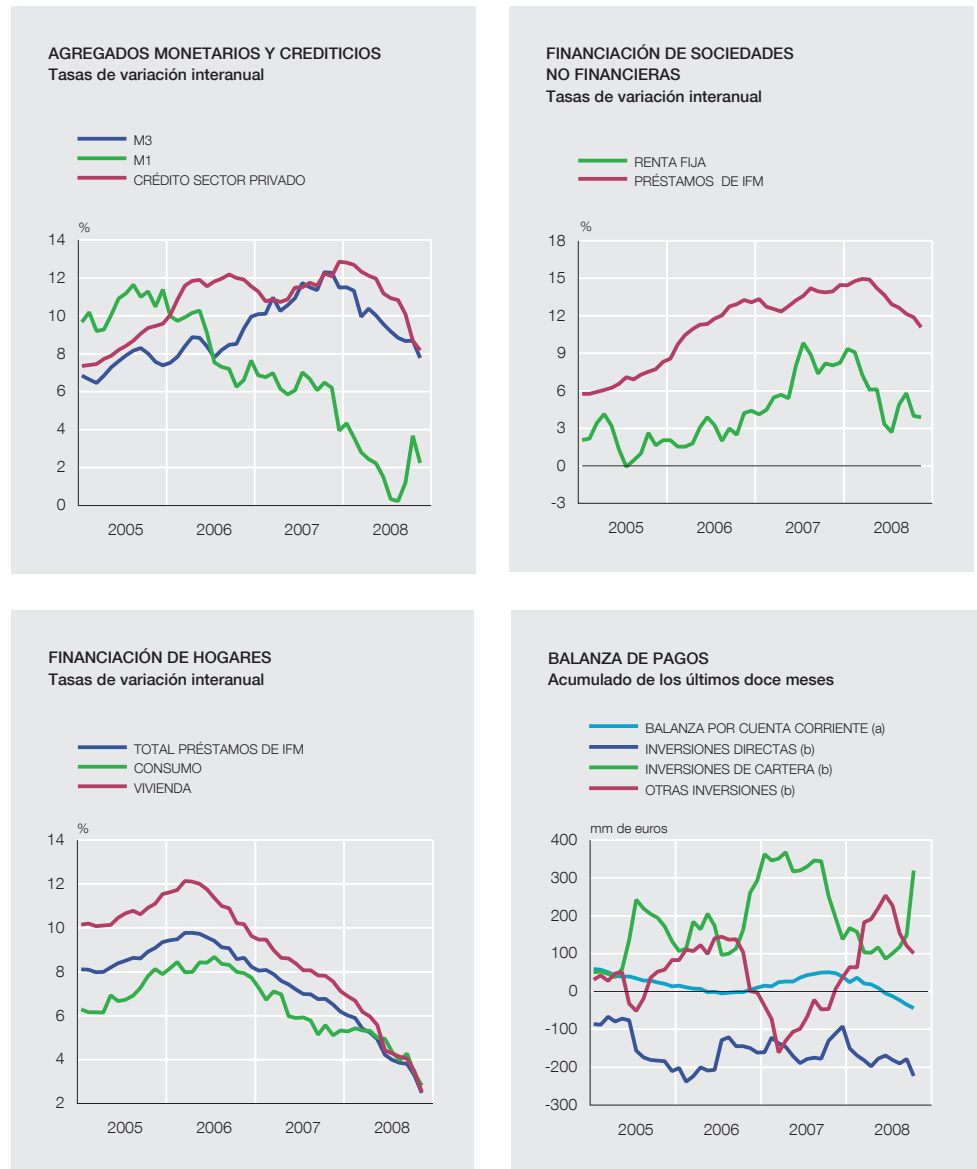 AGREGADOS MONETARIOS Y CREDITICIOS
Tasas de variación interanual
M3
M1
CRÉDITO SECTOR PRIVADO
%
14
12
10
8
6
4
2
0
2005 2006 2007 2008
FINANCIACIÓN DE SOCIEDADES
NO FINANCIERAS
Tasas de variación interanual
RENTA FIJA
PRÉSTAMOS DE IFM
%
18
15
12
9
6
3
0
-3
2005 2006 2007 2008
FINANCIACIÓN DE HOGARES
Tasas de variación interanual
TOTAL PRÉSTAMOS DE IFM
CONSUMO
VIVIENDA
%
14
12
10
8
6
4
2
2005 2006 2007 2008
BALANZA DE PAGOS
Acumulado de los últimos doce meses
BALANZA POR CUENTA CORRIENTE (a)
INVERSIONES DIRECTAS (b)
INVERSIONES DE CARTERA (b)
OTRAS INVERSIONES (b)
mm de euros
400
300
200
100
0
-100
-200
-300
2005 2006 2007 2008